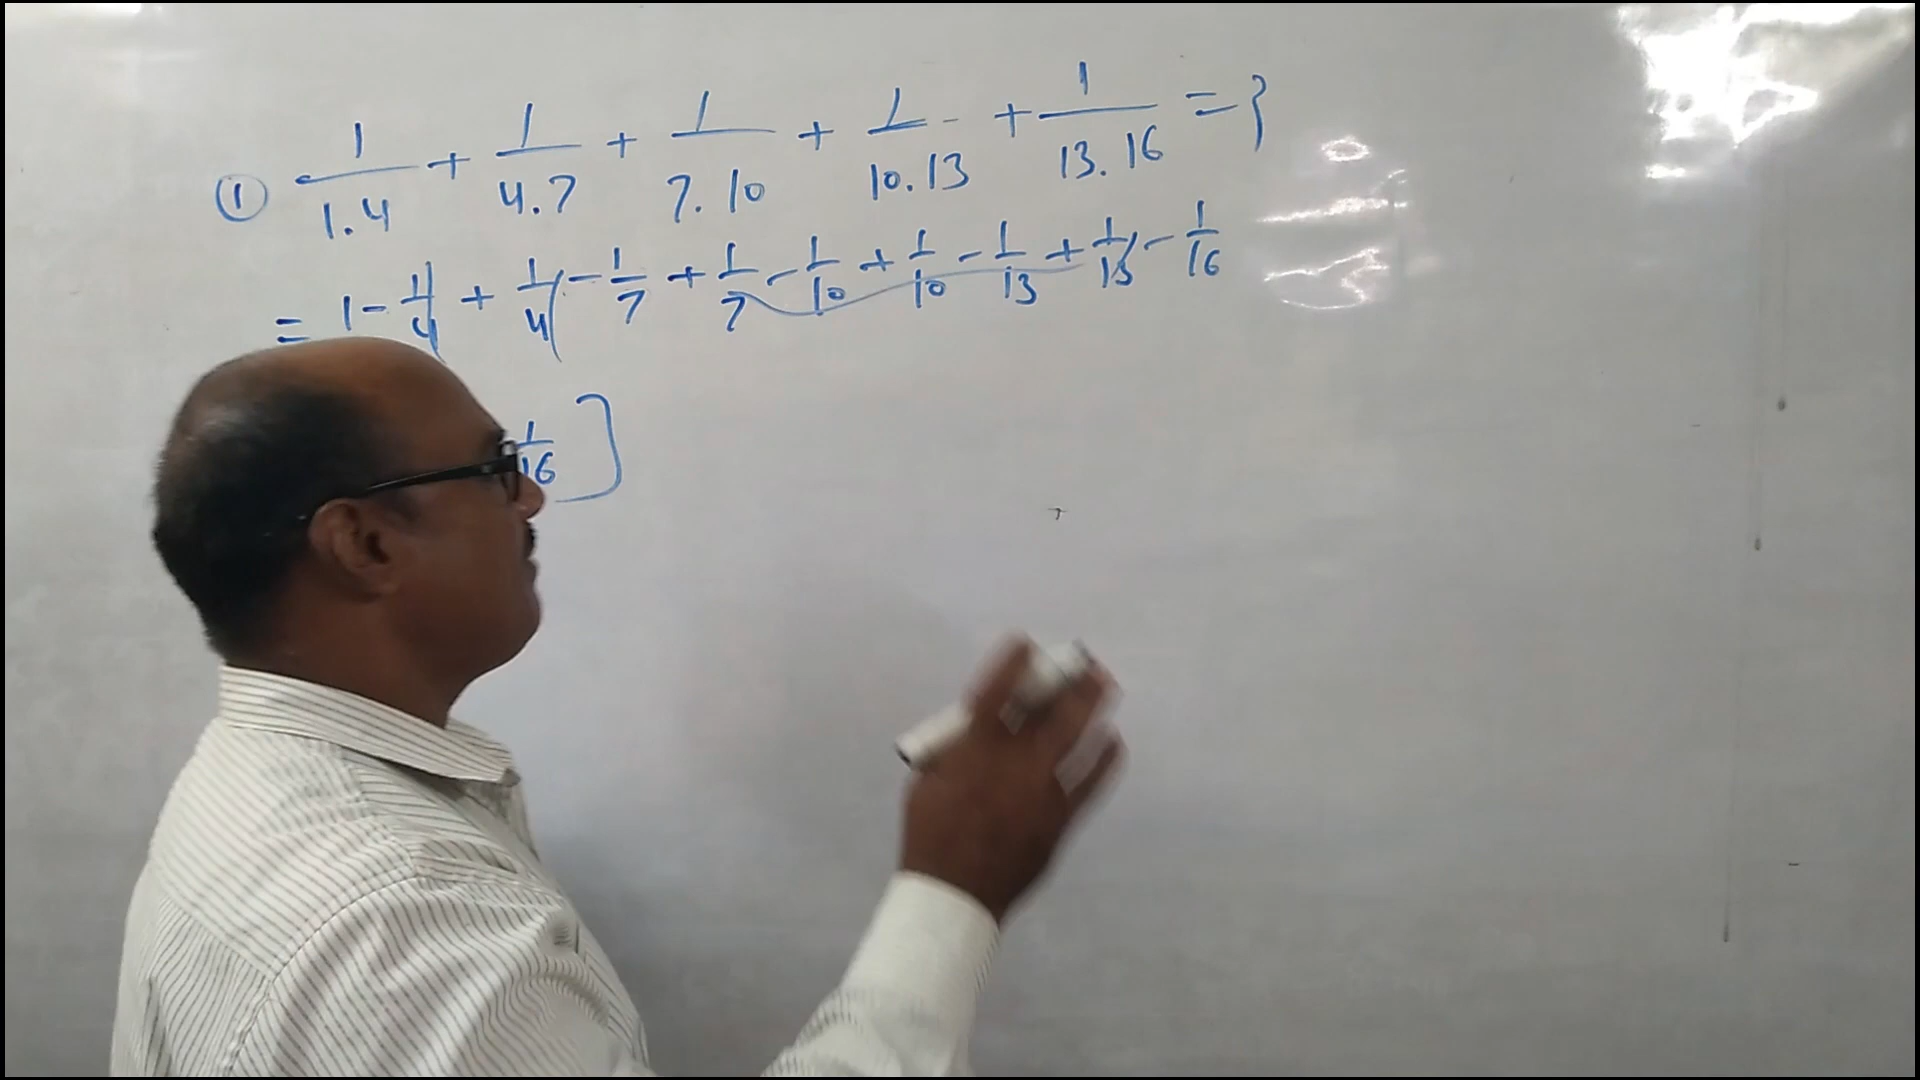 ① 1/1.4 + 1/4.7 + 1/7.10 + 1/10.13 + 1/13.16 = }
= 1 - 1/4 + 1/4 - 1/7 + 1/7 - 1/10 + 1/10 - 1/13 + 1/13 - 1/16
1/16 ]